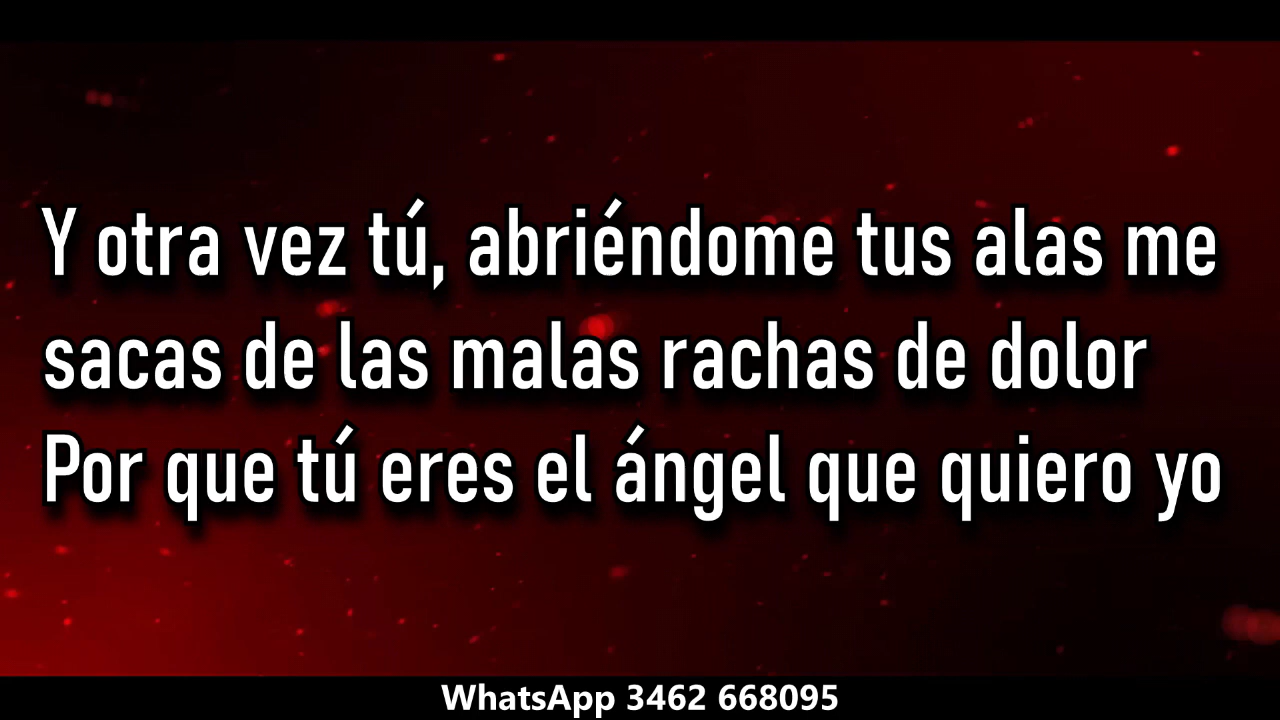 Y otra vez tú, abriéndome tus alas me
sacas de las malas rachas de dolor
Por que tú eres el ángel que quiero yo
WhatsApp 3462 668095